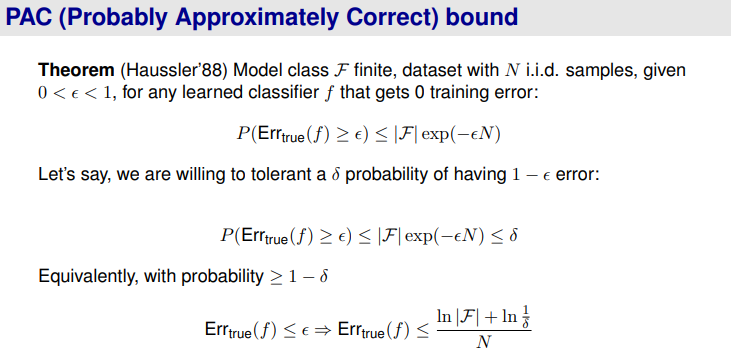 PAC (Probably Approximately Correct) bound
Theorem (Haussler'88) Model class $\mathcal{F}$ finite, dataset with $N$ i.i.d. samples, given
$0 < \epsilon < 1$, for any learned classifier $f$ that gets 0 training error:
$P(\text{Err}_{\text{true}}(f) \geq \epsilon) \leq |\mathcal{F}| \exp(-\epsilon N)$
Let's say, we are willing to tolerant a $\delta$ probability of having $1 - \epsilon$ error:
$P(\text{Err}_{\text{true}}(f) \geq \epsilon) \leq |\mathcal{F}| \exp(-\epsilon N) \leq \delta$
Equivalently, with probability $\geq 1 - \delta$
$\text{Err}_{\text{true}}(f) \leq \epsilon \Rightarrow \text{Err}_{\text{true}}(f) \leq \frac{\ln |\mathcal{F}| + \ln \frac{1}{\delta}}{N}$